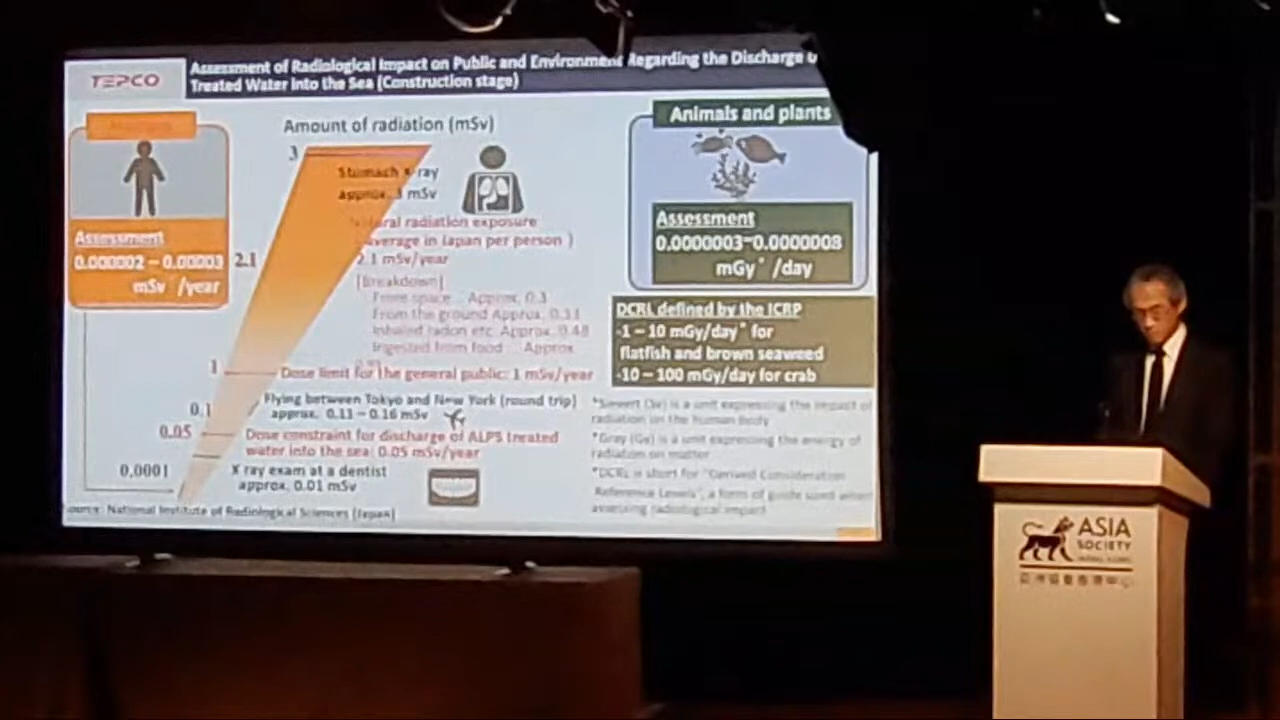 TEPCO
Assessment of Radiological Impact on Public and Environment Regarding the Discharge
Treated Water into the Sea (Construction stage)
Amount of radiation (mSv)
3
Stomach X-ray
approx. 3 mSv
radiation exposure
average in Japan per person )
2.1
2.1 mSv/year
[Breakdown]
From space Approx. 0.3
From the ground Approx. 0.33
Inhaled radon etc. Approx. 0.48
Ingested from food Approx.
1
Dose limit for the general public: 1 mSv/year
Flying between Tokyo and New York (round trip)
approx. 0.11 – 0.16 mSv
0.1
0.05
Dose constraint for discharge of ALPS treated
water into the sea: 0.05 mSv/year
0.0001
X ray exam at a dentist
approx. 0.01 mSv
Source: National Institute of Radiological Sciences (Japan)
Assessment
0.000002 – 0.00003
mSv /year
Animals and plants
Assessment
0.0000003–0.0000008
mGy* /day
DCRL defined by the ICRP
-1 – 10 mGy/day* for
flatfish and brown seaweed
-10 – 100 mGy/day for crab
*Sievert (Sv) is a unit expressing the impact of
radiation on the human body
*Gray (Gy) is a unit expressing the energy of
radiation on matter
*DCRL is short for "Derived Consideration
Reference Levels", a form of guide used when
assessing radiological impact
ASIA
SOCIETY
HONG KONG
亞洲協會香港中心